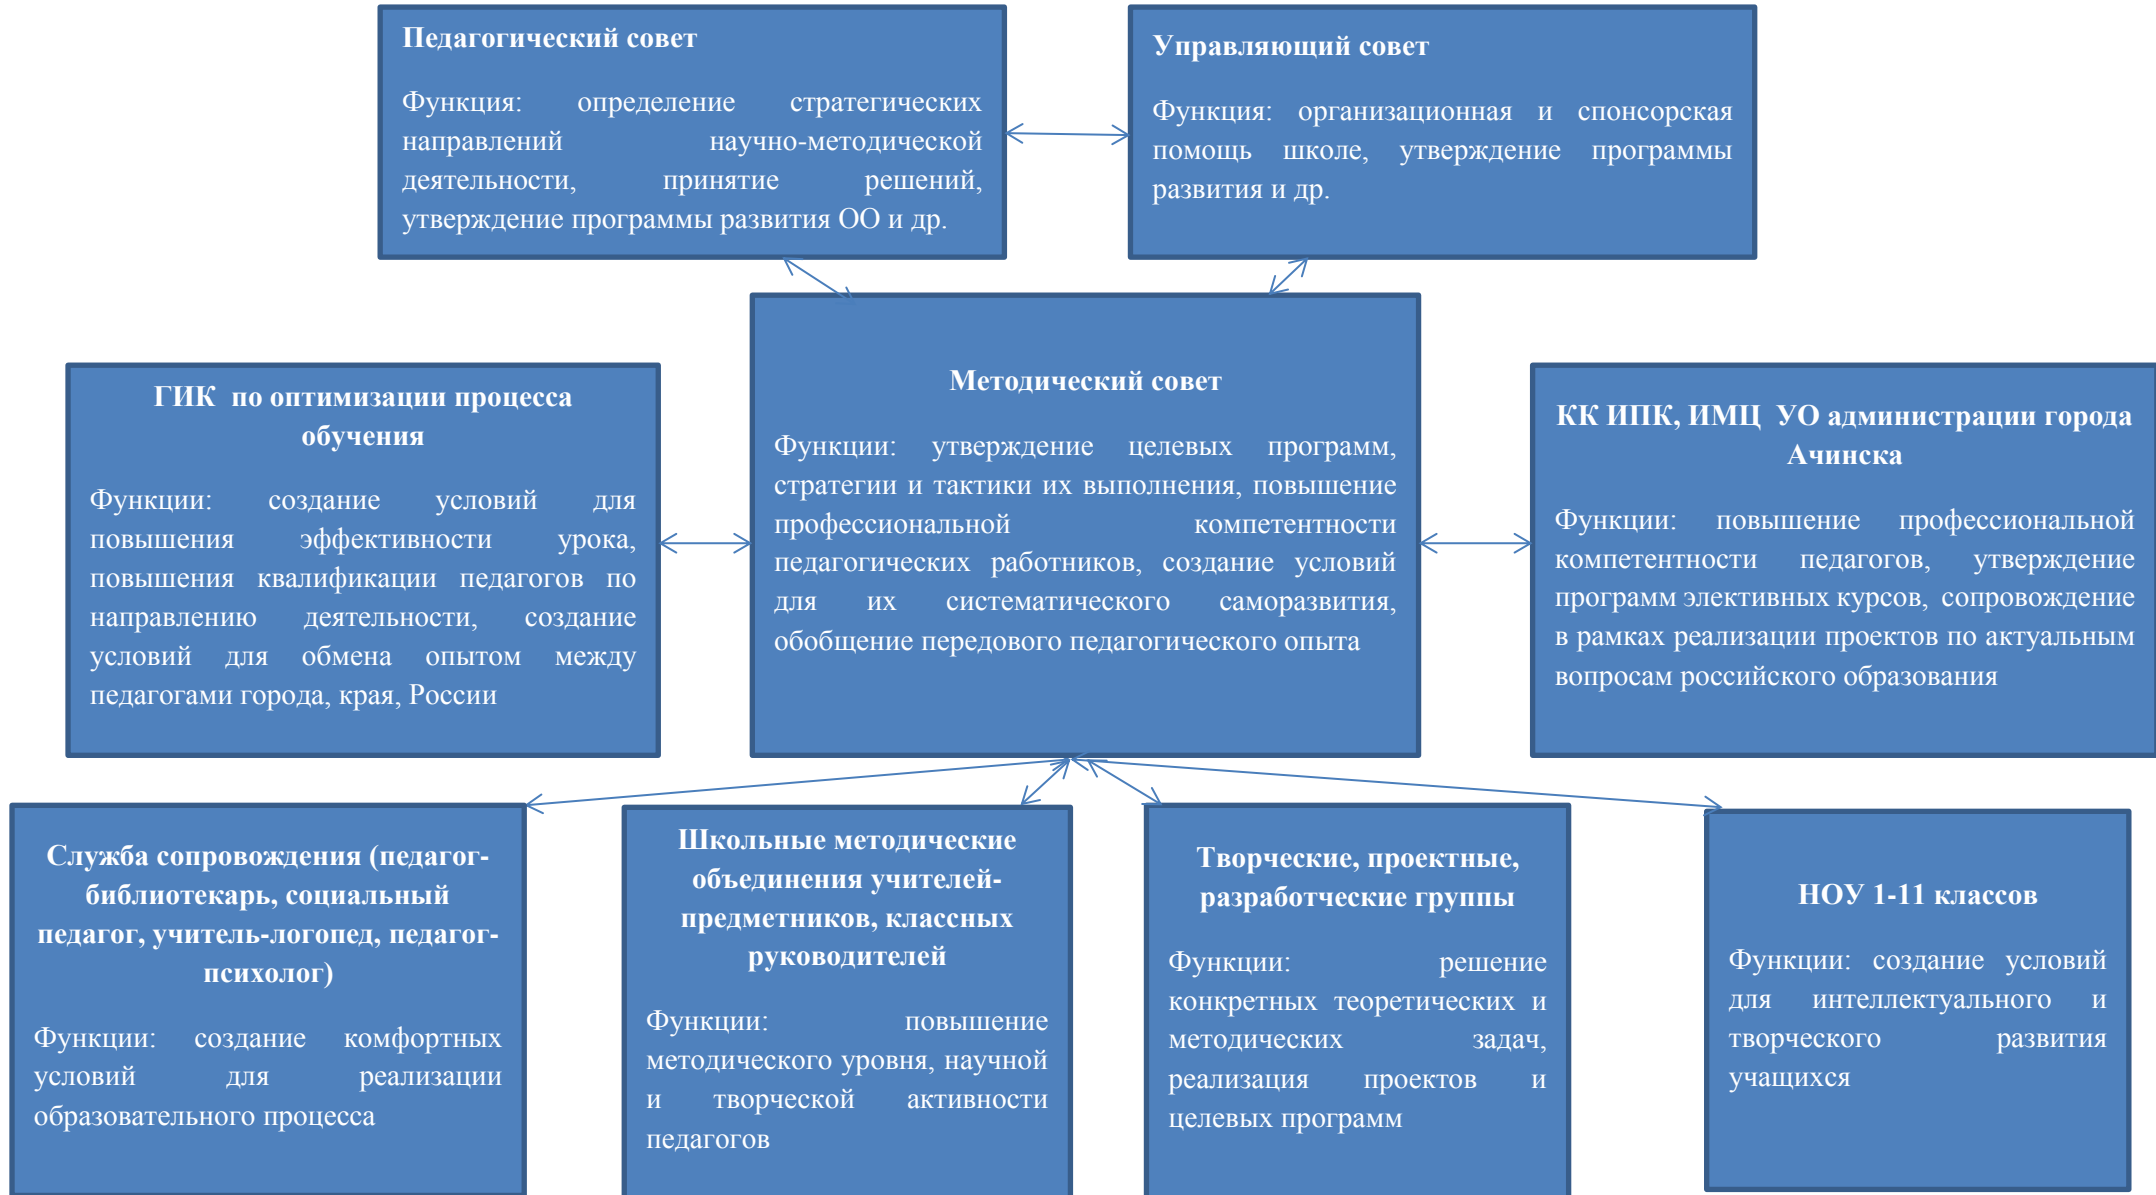 Педагогический совет
Функция: определение стратегических
направлений научно-методической
деятельности, принятие решений,
утверждение программы развития ОО и др.
Управляющий совет
Функция: организационная и спонсорская
помощь школе, утверждение программы
развития и др.
ГИК по оптимизации процесса
обучения
Функции: создание условий для
повышения эффективности урока,
повышения квалификации педагогов по
направлению деятельности, создание
условий для обмена опытом между
педагогами города, края, России
Методический совет
Функции: утверждение целевых программ,
стратегии и тактики их выполнения, повышение
профессиональной компетентности
педагогических работников, создание условий
для их систематического саморазвития,
обобщение передового педагогического опыта
КК ИПК, ИМЦ УО администрации города
Ачинска
Функции: повышение профессиональной
компетентности педагогов, утверждение
программ элективных курсов, сопровождение
в рамках реализации проектов по актуальным
вопросам российского образования
Служба сопровождения (педагог-
библиотекарь, социальный
педагог, учитель-логопед, педагог-
психолог)
Функции: создание комфортных
условий для реализации
образовательного процесса
Школьные методические
объединения учителей-
предметников, классных
руководителей
Функции: повышение
методического уровня, научной
и творческой активности
педагогов
Творческие, проектные,
разработческие группы
Функции: решение
конкретных теоретических и
методических задач,
реализация проектов и
целевых программ
НОУ 1-11 классов
Функции: создание условий
для интеллектуального и
творческого развития
учащихся